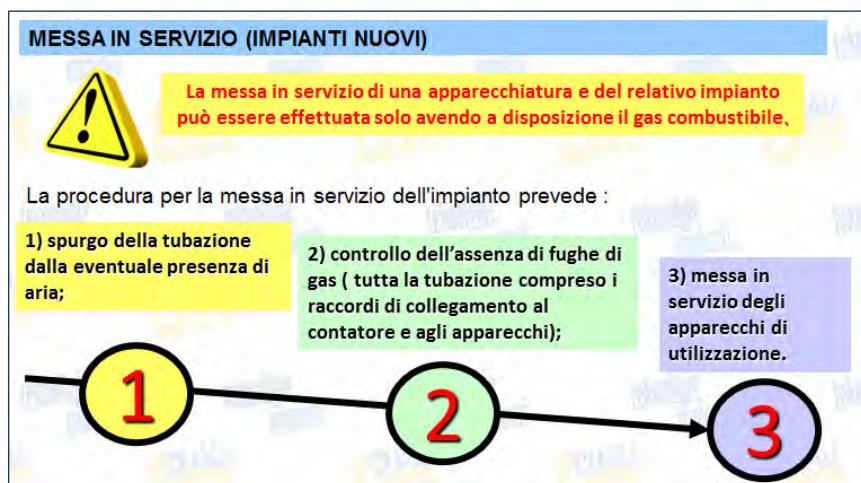 MESSA IN SERVIZIO (IMPIANTI NUOVI)
La messa in servizio di una apparecchiatura e del relativo impianto
può essere effettuata solo avendo a disposizione il gas combustibile、
La procedura per la messa in servizio dell'impianto prevede :
1) spurgo della tubazione
dalla eventuale presenza di
aria;
2) controllo dell’assenza di fughe di
gas ( tutta la tubazione compreso i
raccordi di collegamento al
contatore e agli apparecchi);
3) messa in
servizio degli
apparecchi di
utilizzazione.
1
2
3